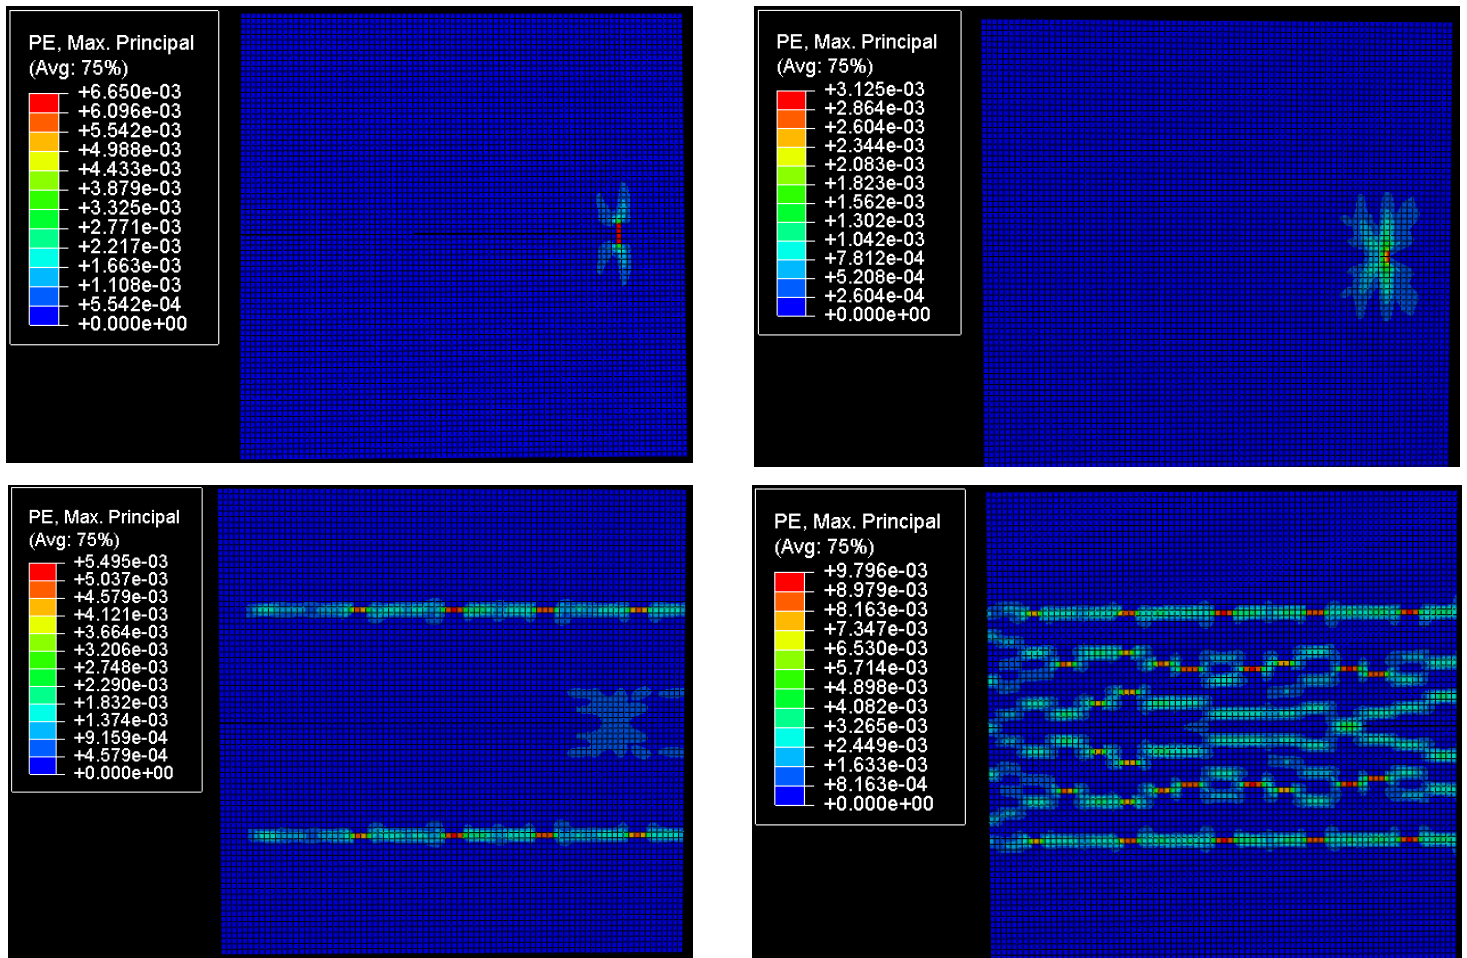 PE, Max. Principal
(Avg: 75%)
+6.650e-03
+6.096e-03
+5.542e-03
+4.988e-03
+4.433e-03
+3.879e-03
+3.325e-03
+2.771e-03
+2.217e-03
+1.663e-03
+1.108e-03
+5.542e-04
+0.000e+00
PE, Max. Principal
(Avg: 75%)
+3.125e-03
+2.864e-03
+2.604e-03
+2.344e-03
+2.083e-03
+1.823e-03
+1.562e-03
+1.302e-03
+1.042e-03
+7.812e-04
+5.208e-04
+2.604e-04
+0.000e+00
PE, Max. Principal
(Avg: 75%)
+5.495e-03
+5.037e-03
+4.579e-03
+4.121e-03
+3.664e-03
+3.206e-03
+2.748e-03
+2.290e-03
+1.832e-03
+1.374e-03
+9.159e-04
+4.579e-04
+0.000e+00
PE, Max. Principal
(Avg: 75%)
+9.796e-03
+8.979e-03
+8.163e-03
+7.347e-03
+6.530e-03
+5.714e-03
+4.898e-03
+4.082e-03
+3.265e-03
+2.449e-03
+1.633e-03
+8.163e-04
+0.000e+00